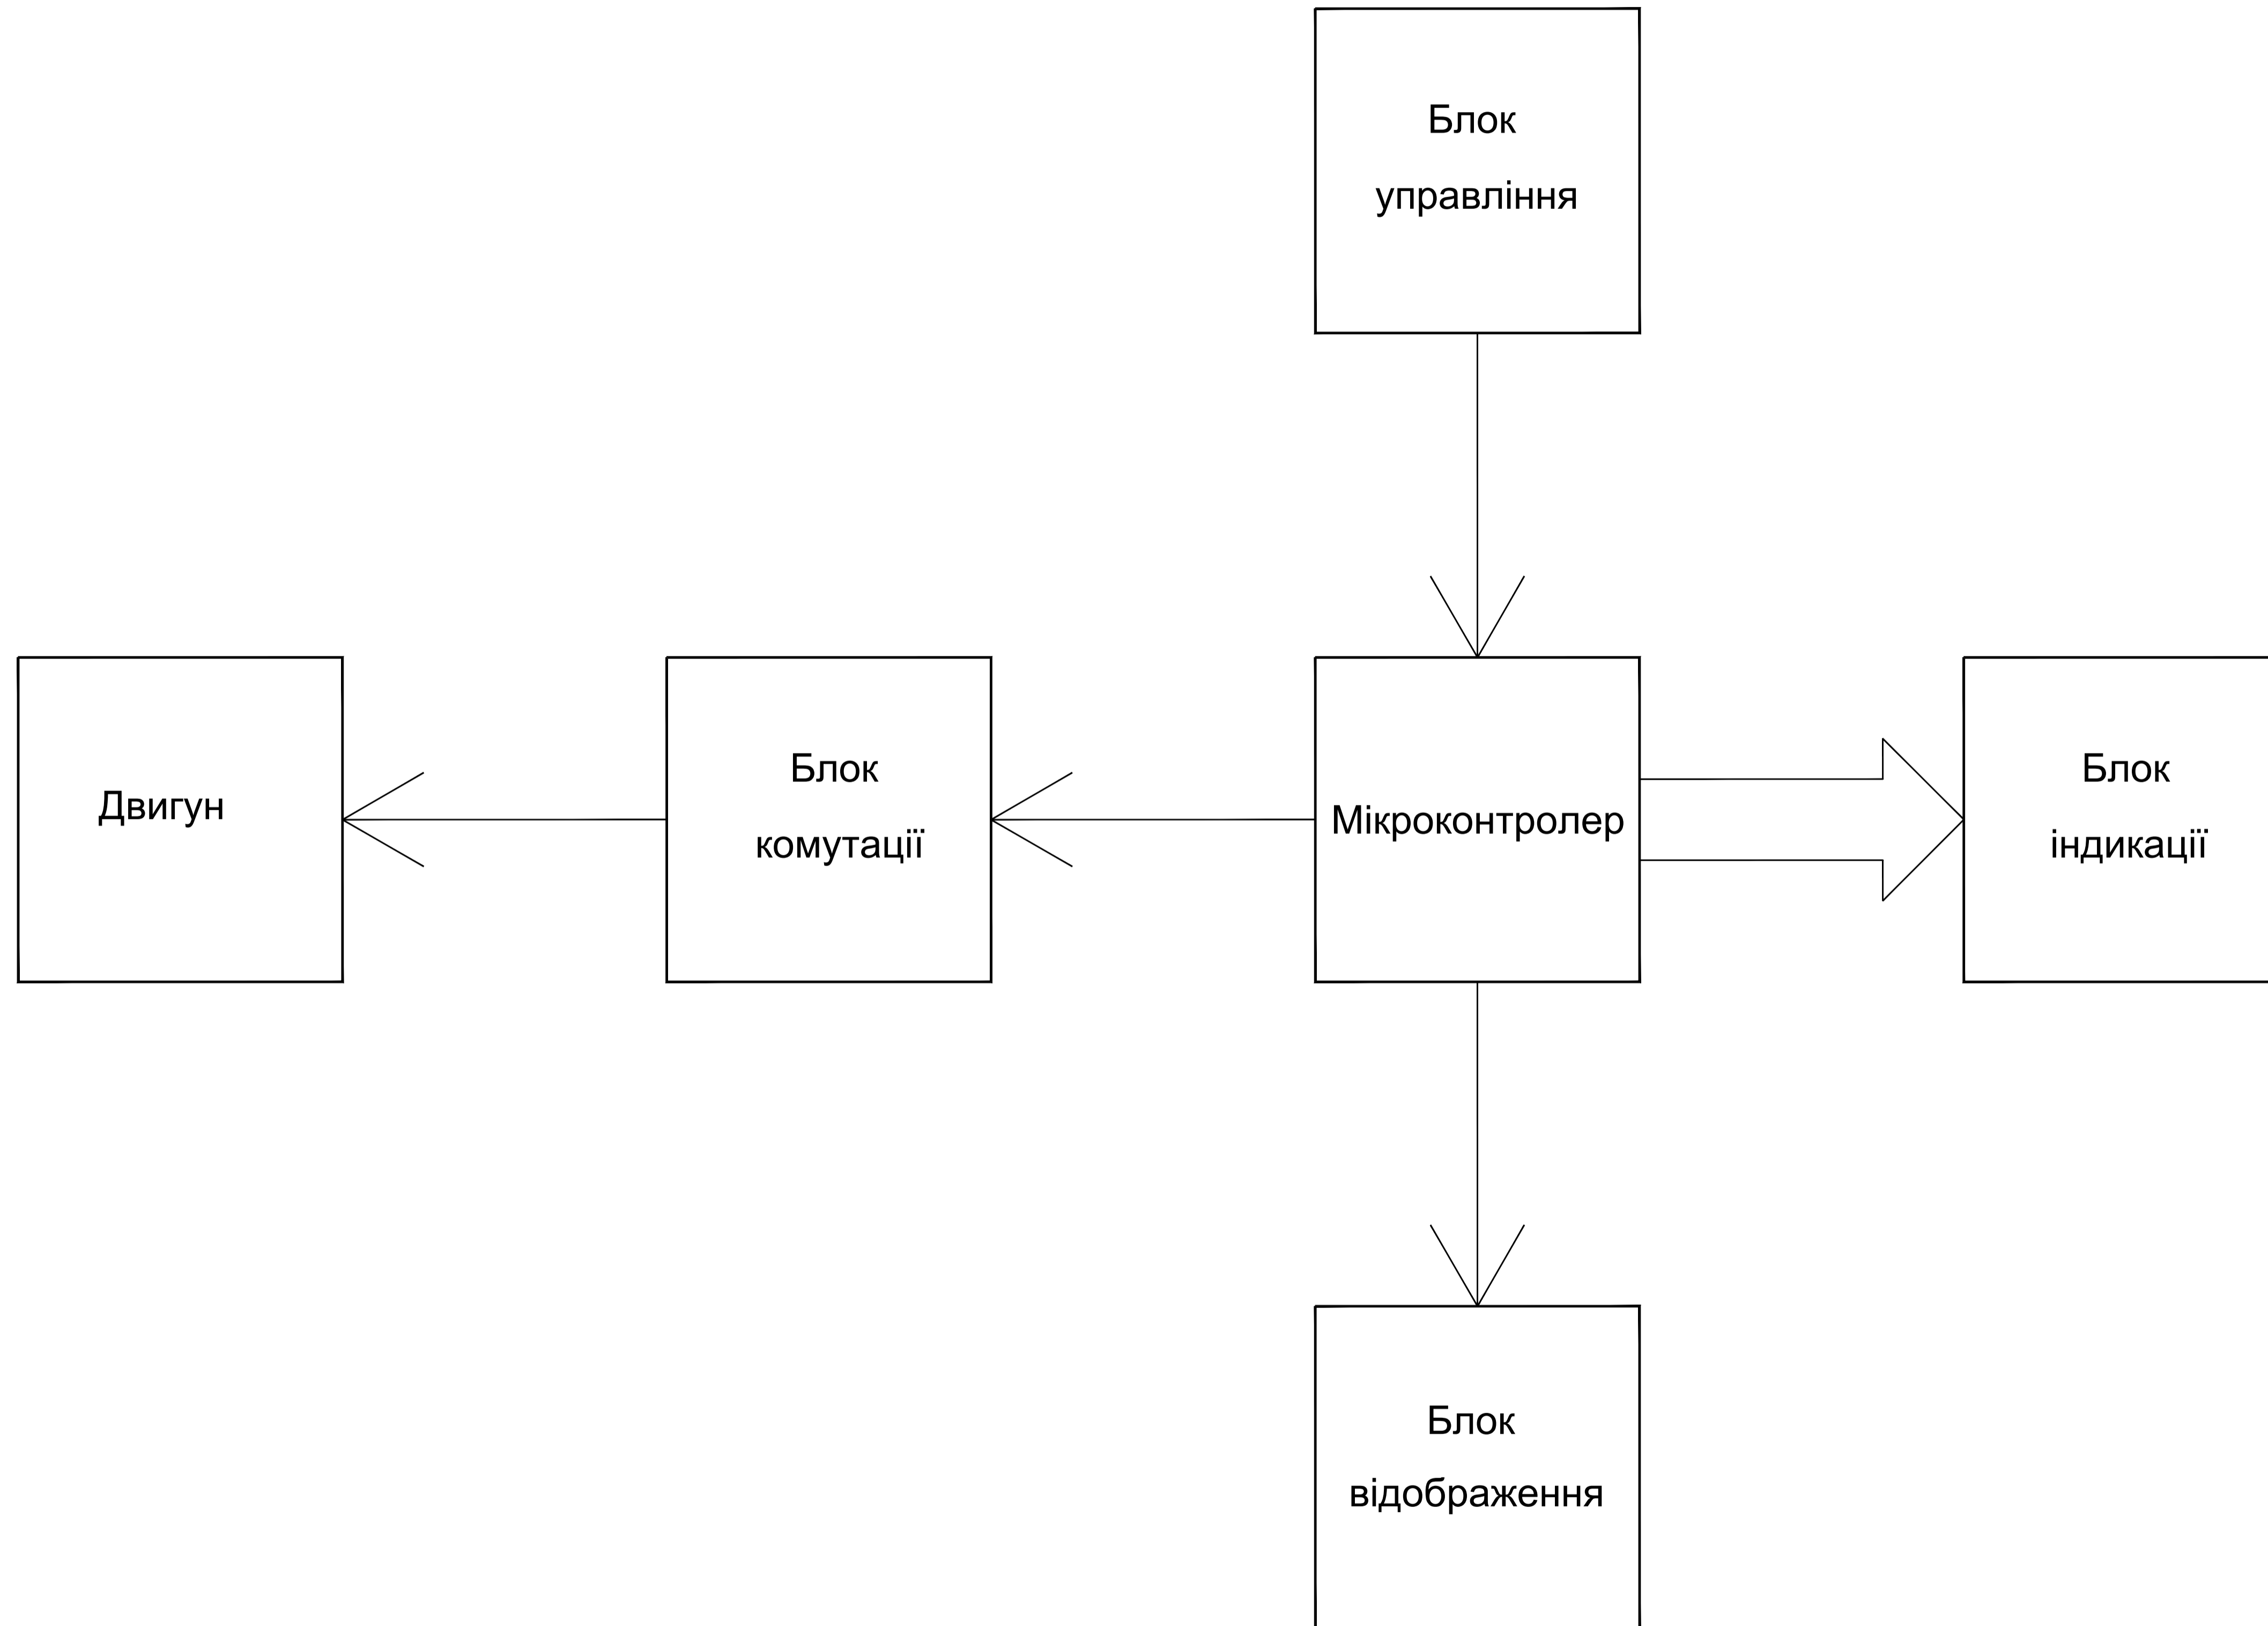 Блок
управління
Двигун
Блок
комутації
Мікроконтролер
Блок
індикації
Блок
відображення